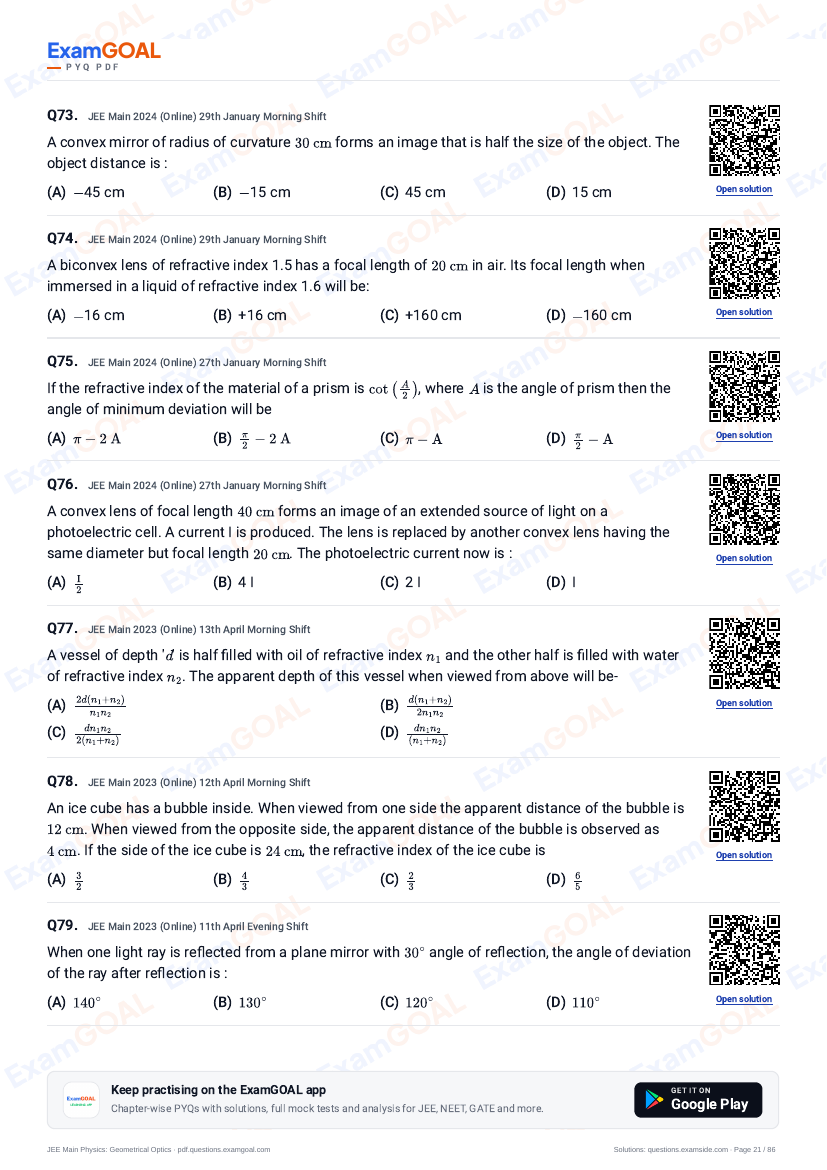 ExamGOAL
PYQ PDF
Q73. JEE Main 2024 (Online) 29th January Morning Shift
A convex mirror of radius of curvature 30 cm forms an image that is half the size of the object. The
object distance is :
(A) −45 cm (B) −15 cm (C) 45 cm (D) 15 cm
Open solution
Q74. JEE Main 2024 (Online) 29th January Morning Shift
A biconvex lens of refractive index 1.5 has a focal length of 20 cm in air. Its focal length when
immersed in a liquid of refractive index 1.6 will be:
(A) −16 cm (B) +16 cm (C) +160 cm (D) −160 cm
Open solution
Q75. JEE Main 2024 (Online) 27th January Morning Shift
If the refractive index of the material of a prism is cot (A/2), where A is the angle of prism then the
angle of minimum deviation will be
(A) π − 2 A (B) π/2 − 2 A (C) π − A (D) π/2 − A
Open solution
Q76. JEE Main 2024 (Online) 27th January Morning Shift
A convex lens of focal length 40 cm forms an image of an extended source of light on a
photoelectric cell. A current I is produced. The lens is replaced by another convex lens having the
same diameter but focal length 20 cm. The photoelectric current now is :
(A) I/2 (B) 4 I (C) 2 I (D) I
Open solution
Q77. JEE Main 2023 (Online) 13th April Morning Shift
A vessel of depth 'd' is half filled with oil of refractive index n₁ and the other half is filled with water
of refractive index n₂. The apparent depth of this vessel when viewed from above will be-
(A) 2d(n₁+n₂)/n₁n₂ (B) d(n₁+n₂)/2n₁n₂
(C) dn₁n₂/2(n₁+n₂) (D) dn₁n₂/(n₁+n₂)
Open solution
Q78. JEE Main 2023 (Online) 12th April Morning Shift
An ice cube has a bubble inside. When viewed from one side the apparent distance of the bubble is
12 cm. When viewed from the opposite side, the apparent distance of the bubble is observed as
4 cm. If the side of the ice cube is 24 cm, the refractive index of the ice cube is
(A) 3/2 (B) 4/3 (C) 2/3 (D) 6/5
Open solution
Q79. JEE Main 2023 (Online) 11th April Evening Shift
When one light ray is reflected from a plane mirror with 30° angle of reflection, the angle of deviation
of the ray after reflection is :
(A) 140° (B) 130° (C) 120° (D) 110°
Open solution
ExamGOAL
Keep practising on the ExamGOAL app
Chapter-wise PYQs with solutions, full mock tests and analysis for JEE, NEET, GATE and more.
GET IT ON
Google Play
JEE Main Physics: Geometrical Optics · pdf.questions.examgoal.com
Solutions: questions.examside.com · Page 21 / 86